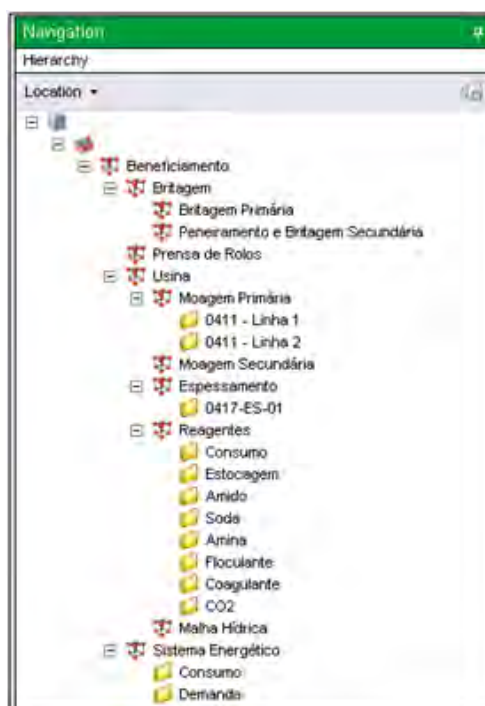 Navigation
Hierarchy
Location
Beneficiamento
Britagem
Britagem Primária
Peneiramento e Britagem Secundária
Prensa de Rolos
Usina
Moagem Primária
0411 - Linha 1
0411 - Linha 2
Moagem Secundária
Espessamento
0417-ES-01
Reagentes
Consumo
Estocagem
Amido
Soda
Amina
Floculante
Coagulante
CO2
Malha Hídrica
Sistema Energético
Consumo
Demanda